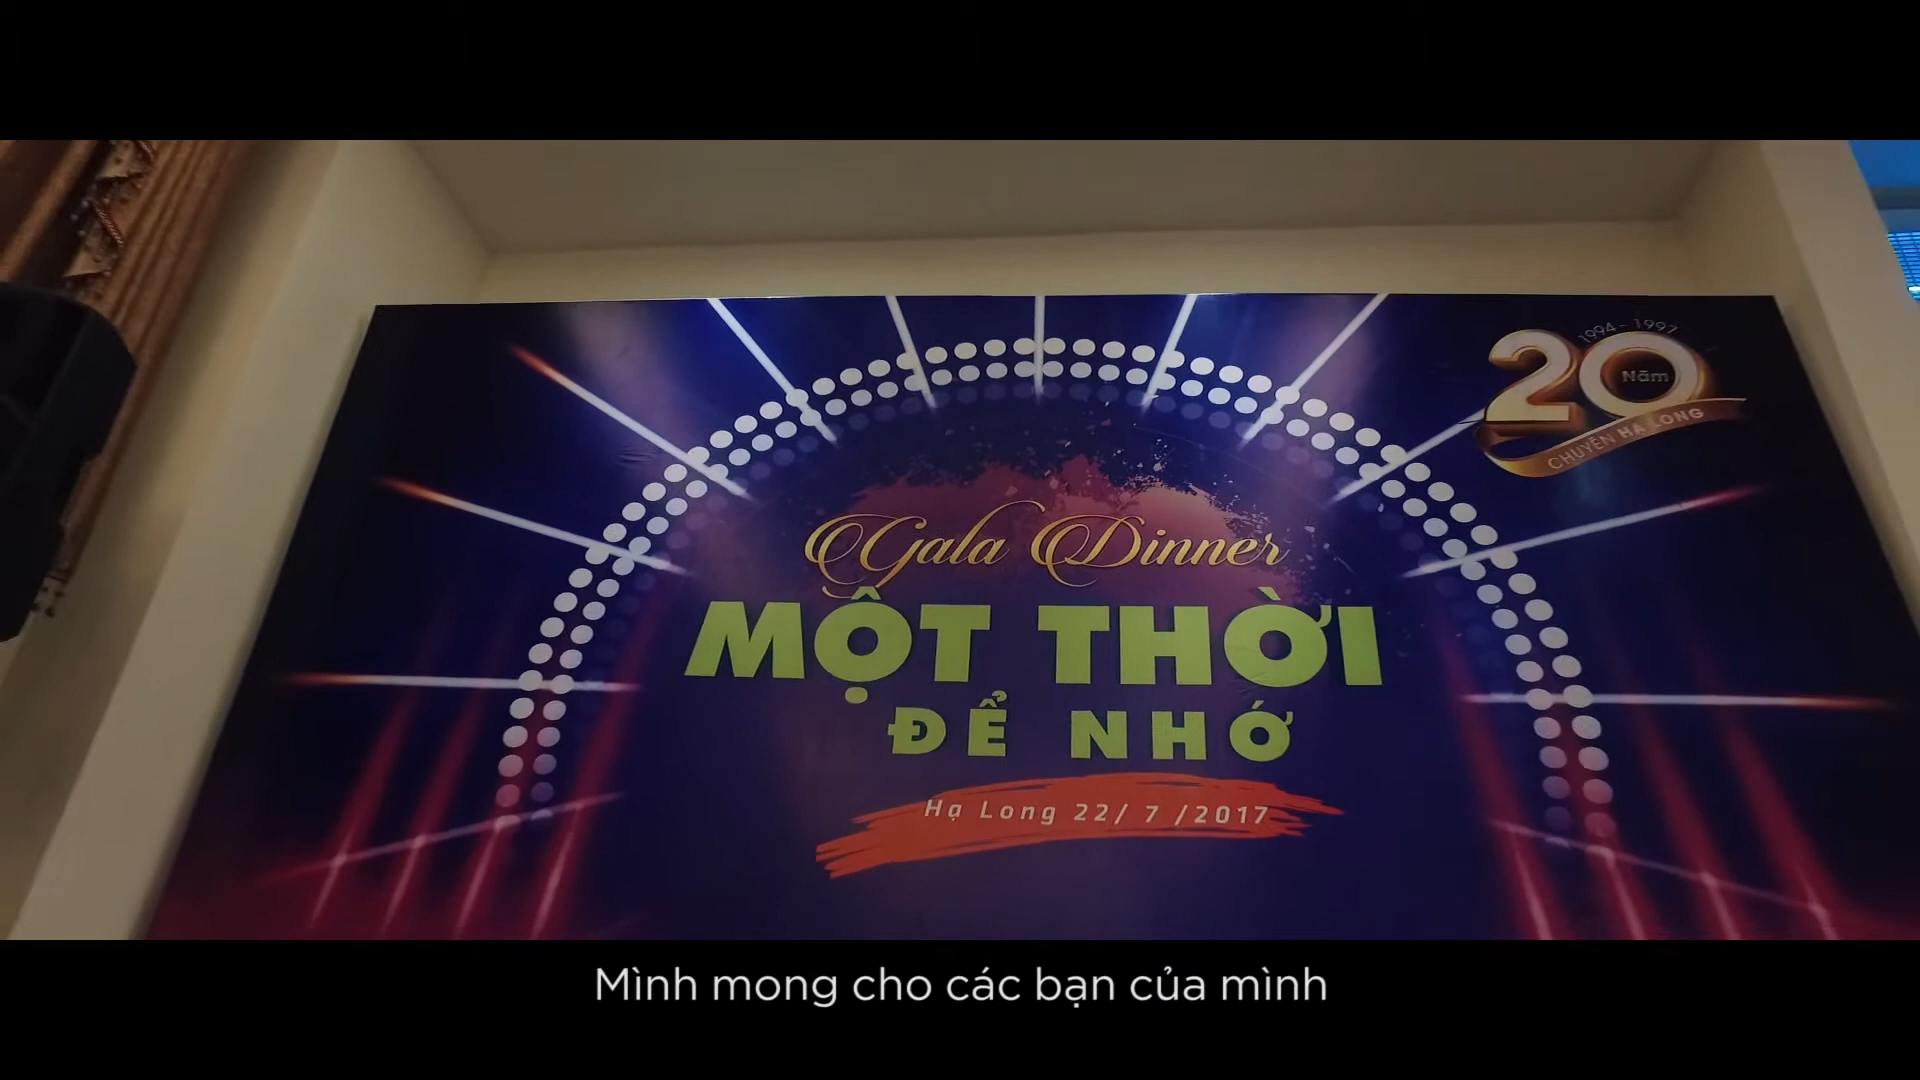 1994 - 1997
20
Năm
CHUYÊN HẠ LONG
Gala Dinner
MỘT THỜI
ĐỂ NHỚ
Hạ Long 22/ 7 /2017
Mình mong cho các bạn của mình